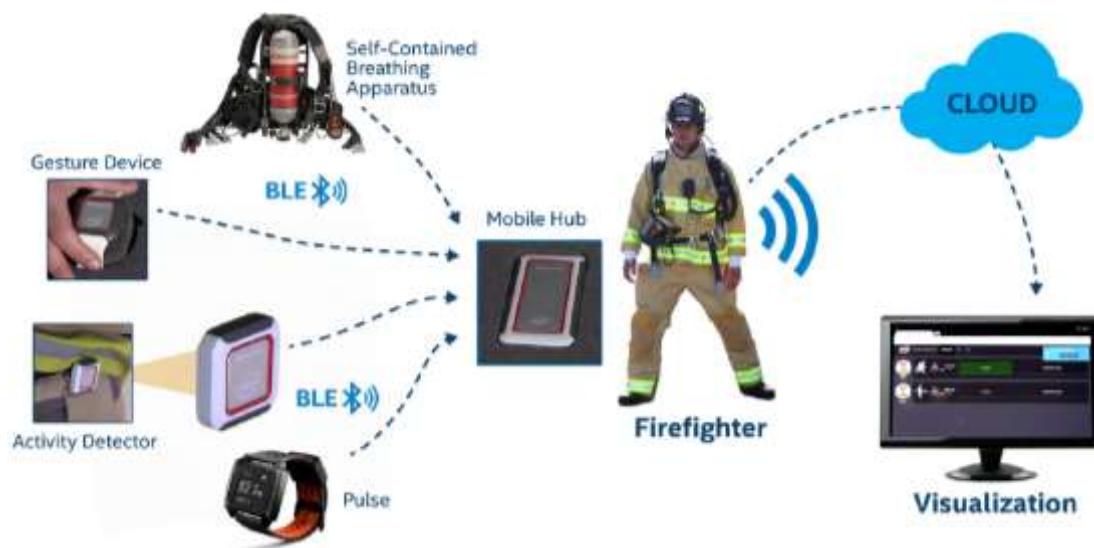 Self-Contained
Breathing
Apparatus
Gesture Device
BLE
Mobile Hub
CLOUD
BLE
Activity Detector
Pulse
Firefighter
Visualization